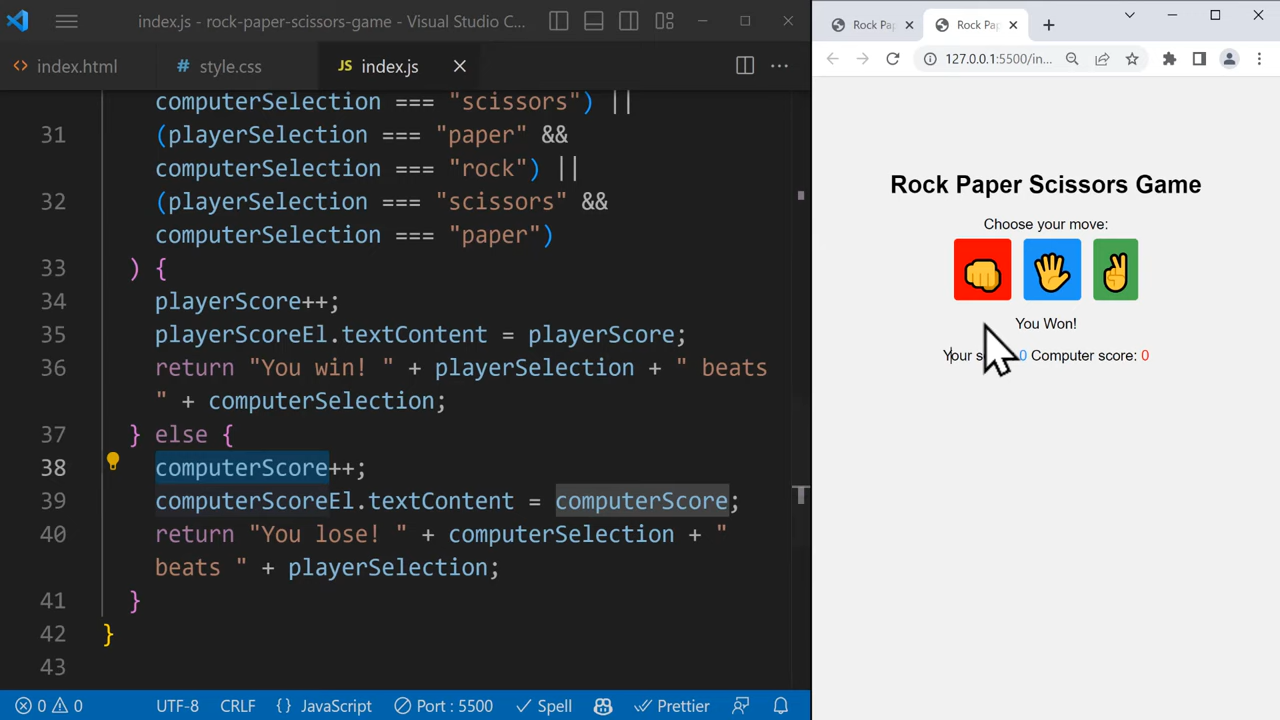 index.js - rock-paper-scissors-game - Visual Studio C...
index.html
# style.css
JS index.js
computerSelection === "scissors") ||
31 (playerSelection === "paper" &&
computerSelection === "rock") ||
32 (playerSelection === "scissors" &&
computerSelection === "paper")
33 ) {
34 playerScore++;
35 playerScoreEl.textContent = playerScore;
36 return "You win! " + playerSelection + " beats
" + computerSelection;
37 } else {
38 computerScore++;
39 computerScoreEl.textContent = computerScore;
40 return "You lose! " + computerSelection + "
beats " + playerSelection;
41 }
42 }
43
0 0 UTF-8 CRLF {} JavaScript Port : 5500 Spell Prettier
Rock Pap
Rock Pap
127.0.0.1:5500/in...
Rock Paper Scissors Game
Choose your move:
You Won!
Your s 0 Computer score: 0